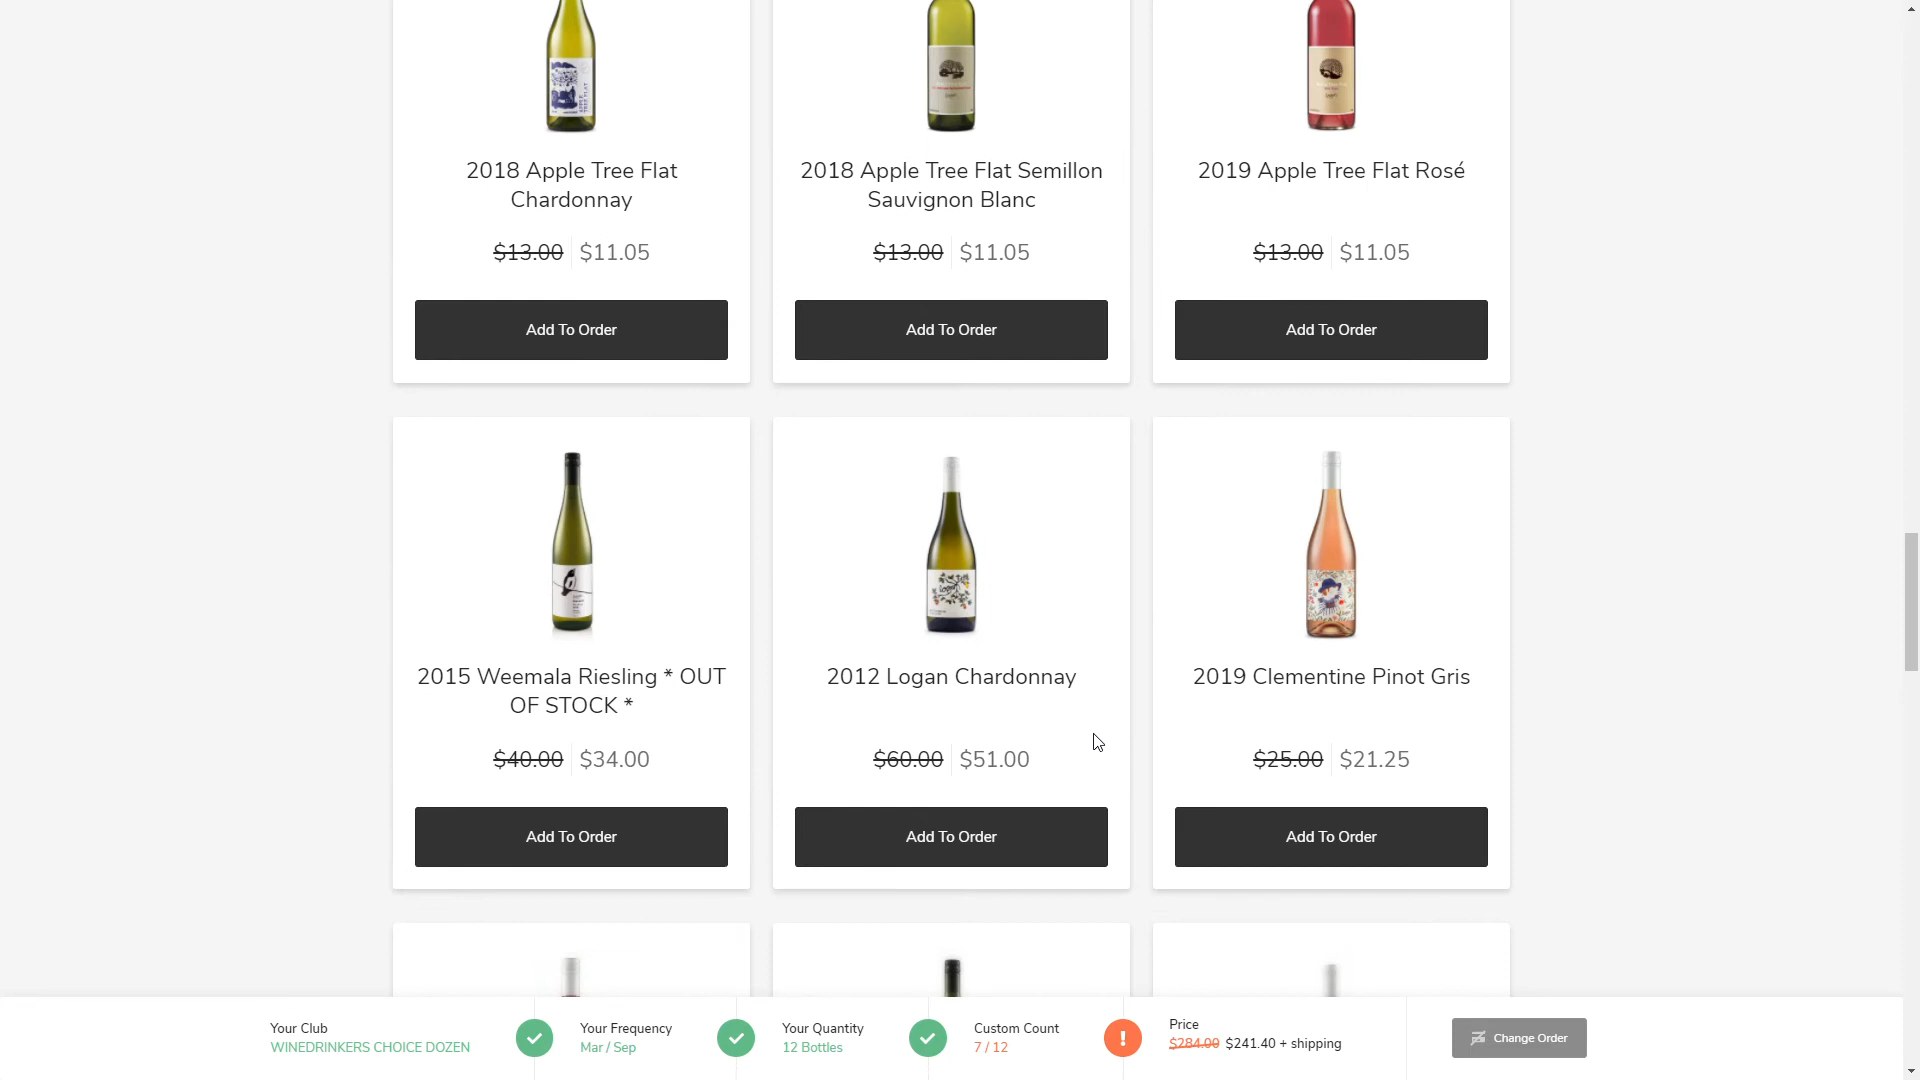 2018 Apple Tree Flat
Chardonnay
$13.00 $11.05
Add To Order
2018 Apple Tree Flat Semillon
Sauvignon Blanc
$13.00 $11.05
Add To Order
2019 Apple Tree Flat Rosé
$13.00 $11.05
Add To Order
2015 Weemala Riesling * OUT
OF STOCK *
$40.00 $34.00
Add To Order
2012 Logan Chardonnay
$60.00 $51.00
Add To Order
2019 Clementine Pinot Gris
$25.00 $21.25
Add To Order
Your Club
WINEDRINKERS CHOICE DOZEN
Your Frequency
Mar / Sep
Your Quantity
12 Bottles
Custom Count
7 / 12
Price
$284.00 $241.40 + shipping
Change Order